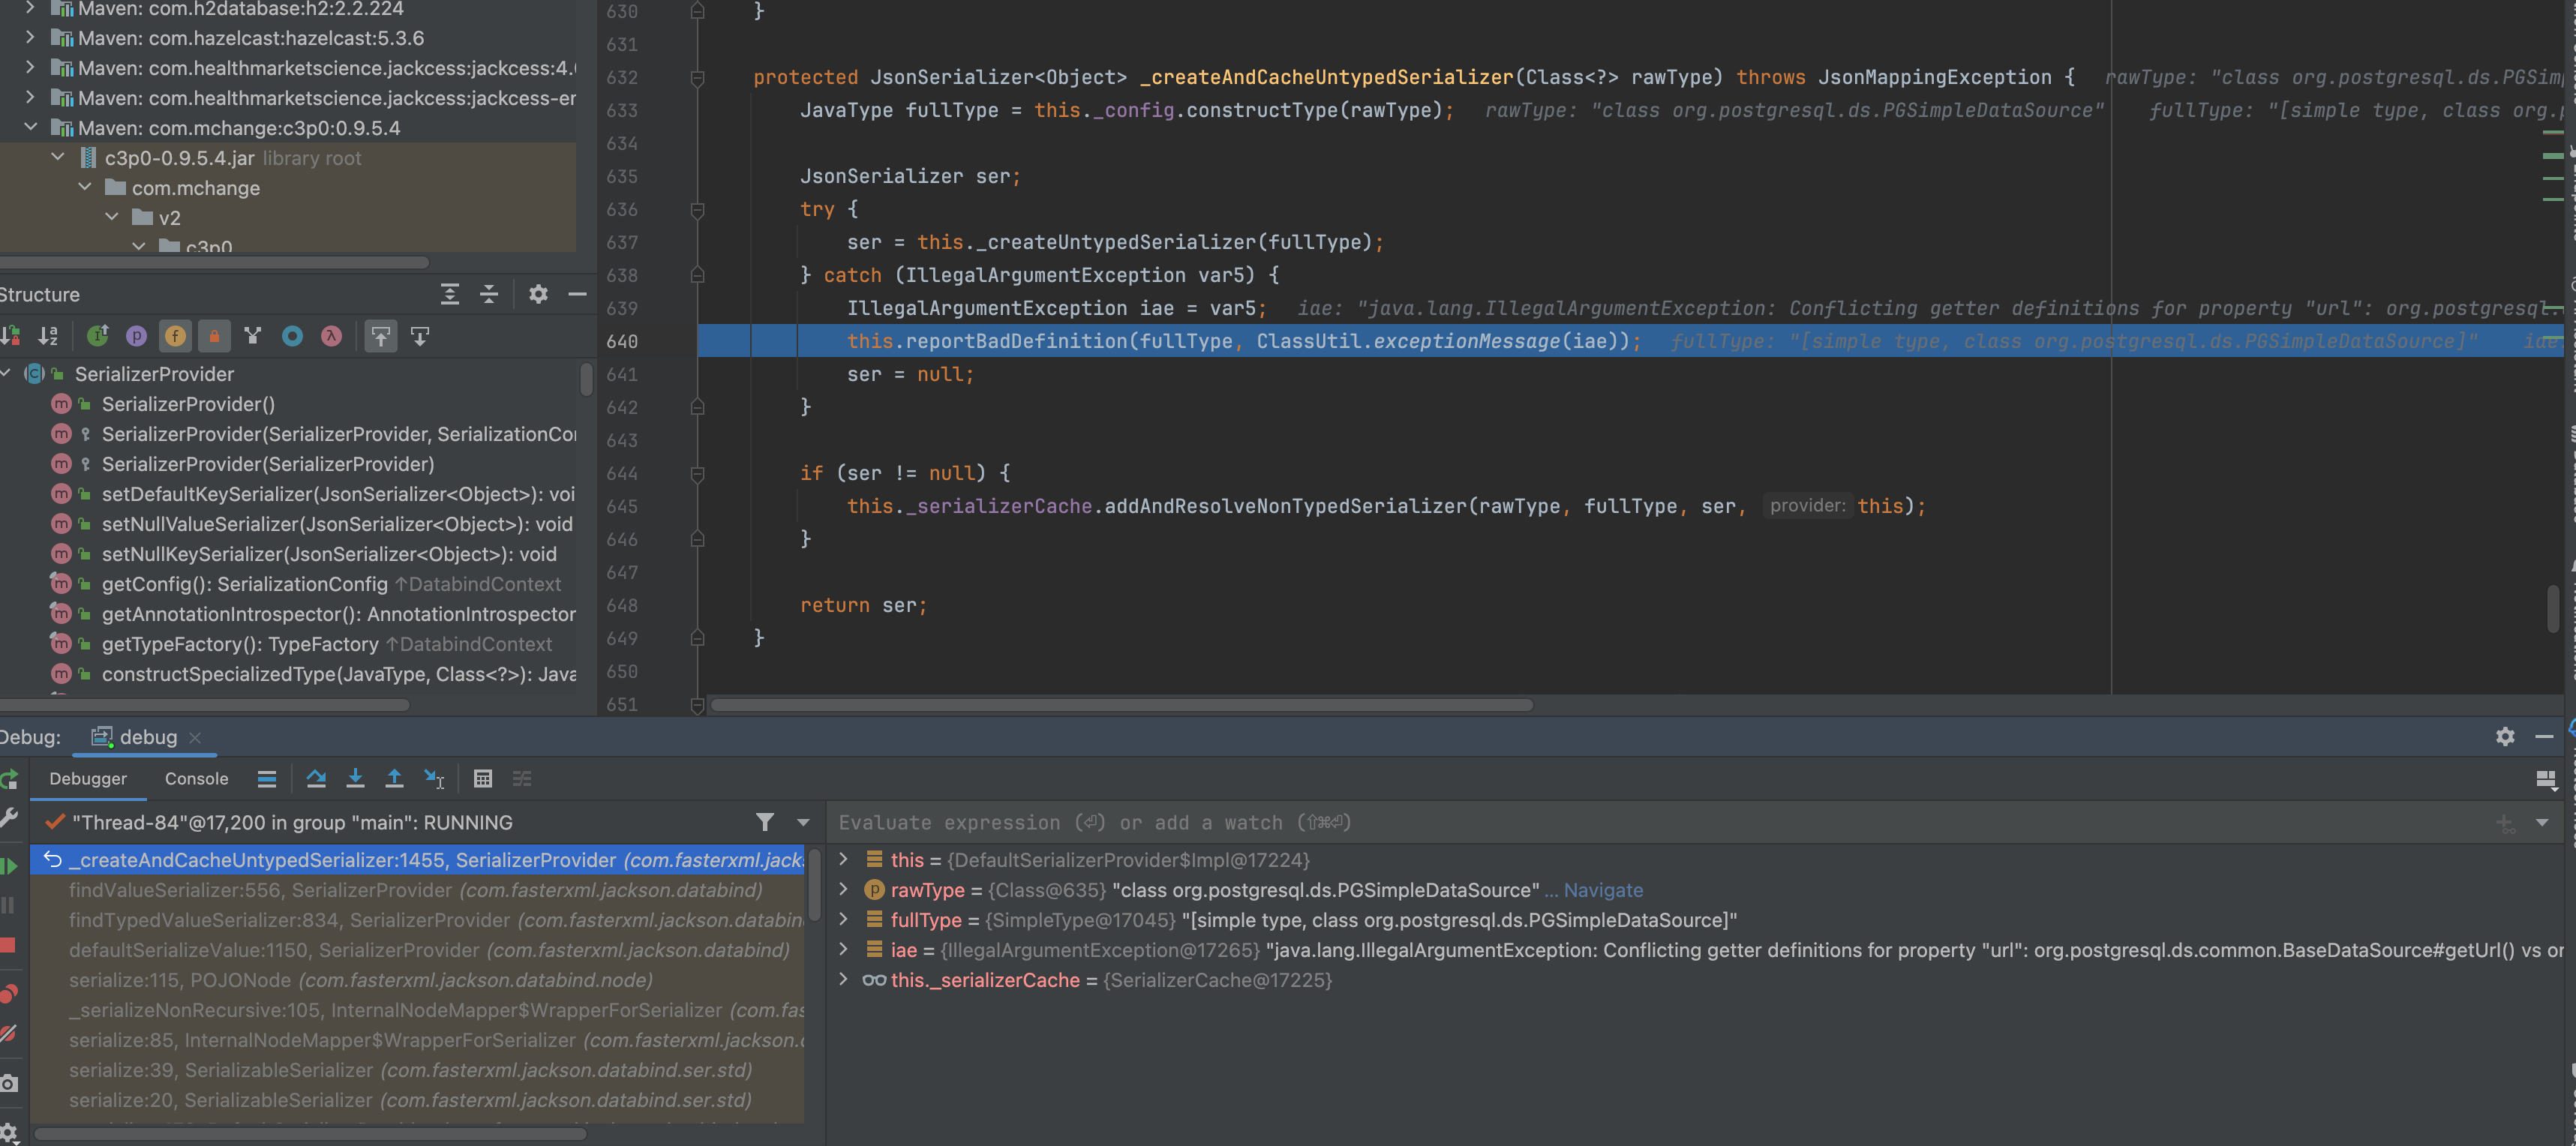 Maven: com.h2database:h2:2.2.224
Maven: com.hazelcast:hazelcast:5.3.6
Maven: com.healthmarketscience.jackcess:jackcess:4.
Maven: com.healthmarketscience.jackcess:jackcess-en
Maven: com.mchange:c3p0:0.9.5.4
c3p0-0.9.5.4.jar library root
com.mchange
v2
c3p0
Structure
SerializerProvider
SerializerProvider()
SerializerProvider(SerializerProvider, SerializationCo
SerializerProvider(SerializerProvider)
setDefaultKeySerializer(JsonSerializer<Object>): voi
setNullValueSerializer(JsonSerializer<Object>): void
setNullKeySerializer(JsonSerializer<Object>): void
getConfig(): SerializationConfig ↑DatabindContext
getAnnotationIntrospector(): AnnotationIntrospector
getTypeFactory(): TypeFactory ↑DatabindContext
constructSpecializedType(JavaType, Class<?>): Java
630 }
631
632 protected JsonSerializer<Object> _createAndCacheUntypedSerializer(Class<?> rawType) throws JsonMappingException { rawType: "class org.postgresql.ds.PGSim
633 JavaType fullType = this._config.constructType(rawType); rawType: "class org.postgresql.ds.PGSimpleDataSource" fullType: "[simple type, class org.
634
635 JsonSerializer ser;
636 try {
637 ser = this._createUntypedSerializer(fullType);
638 } catch (IllegalArgumentException var5) {
639 IllegalArgumentException iae = var5; iae: "java.lang.IllegalArgumentException: Conflicting getter definitions for property "url": org.postgresql.
640 this.reportBadDefinition(fullType, ClassUtil.exceptionMessage(iae)); fullType: "[simple type, class org.postgresql.ds.PGSimpleDataSource]" iae
641 ser = null;
642 }
643
644 if (ser != null) {
645 this._serializerCache.addAndResolveNonTypedSerializer(rawType, fullType, ser, provider: this);
646 }
647
648 return ser;
649 }
650
651
Debug: debug
Debugger Console
"Thread-84"@17,200 in group "main": RUNNING
_createAndCacheUntypedSerializer:1455, SerializerProvider (com.fasterxml.jacks
findValueSerializer:556, SerializerProvider (com.fasterxml.jackson.databind)
findTypedValueSerializer:834, SerializerProvider (com.fasterxml.jackson.databin
defaultSerializeValue:1150, SerializerProvider (com.fasterxml.jackson.databind)
serialize:115, POJONode (com.fasterxml.jackson.databind.node)
_serializeNonRecursive:105, InternalNodeMapper$WrapperForSerializer (com.fas
serialize:85, InternalNodeMapper$WrapperForSerializer (com.fasterxml.jackson.
serialize:39, SerializableSerializer (com.fasterxml.jackson.databind.ser.std)
serialize:20, SerializableSerializer (com.fasterxml.jackson.databind.ser.std)
Evaluate expression (⏎) or add a watch (⇧⌘⏎)
this = {DefaultSerializerProvider$Impl@17224}
rawType = {Class@635} "class org.postgresql.ds.PGSimpleDataSource" ... Navigate
fullType = {SimpleType@17045} "[simple type, class org.postgresql.ds.PGSimpleDataSource]"
iae = {IllegalArgumentException@17265} "java.lang.IllegalArgumentException: Conflicting getter definitions for property "url": org.postgresql.ds.common.BaseDataSource#getUrl() vs or
this._serializerCache = {SerializerCache@17225}